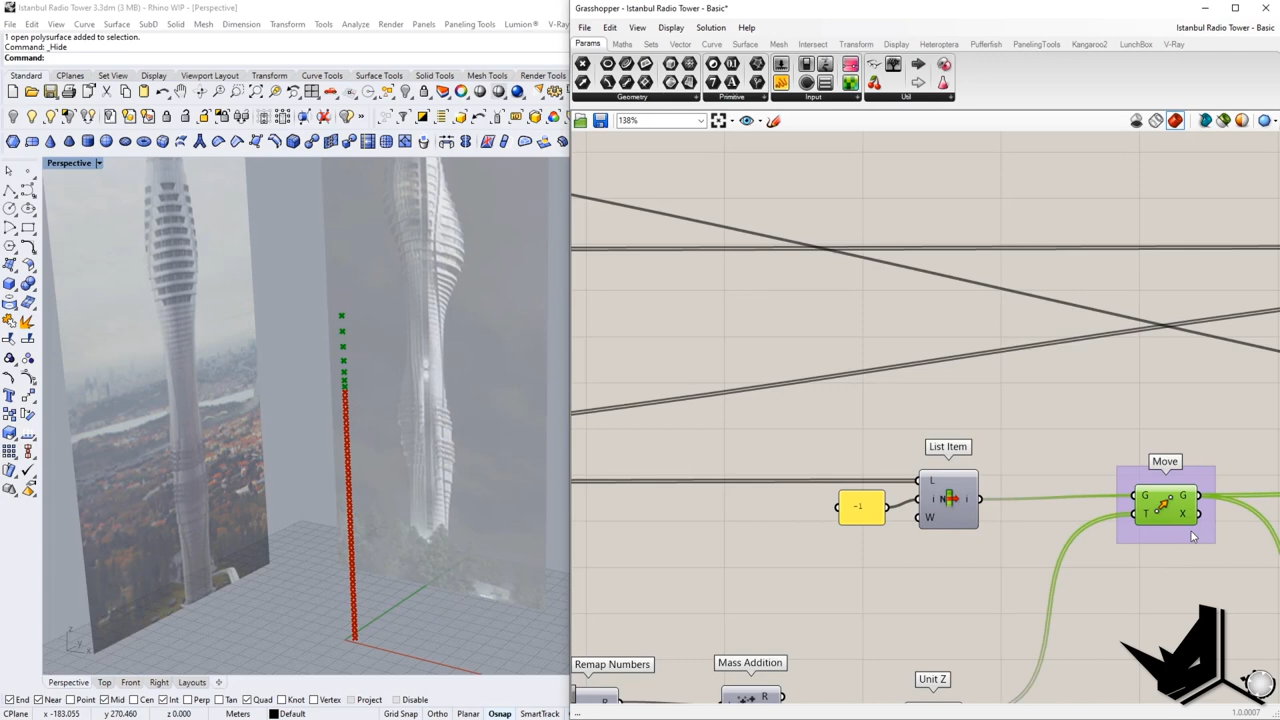 Istanbul Radio Tower 3.3dm (3 MB) - Rhino WIP - [Perspective]
File Edit View Curve Surface SubD Solid Mesh Dimension Transform Tools Analyze Render Panels Paneling Tools Lumion® V-Ray
1 open polysurface added to selection.
Command: _Hide
Command:
Standard CPlanes Set View Display Viewport Layout Transform Curve Tools Surface Tools Solid Tools Mesh Tools Render Tools
Perspective
z
y
x
Perspective Top Front Right Layouts
End Near Point Mid Cen Int Perp Tan Quad Knot Vertex Project Disable
CPlane x -183.055 y 270.460 z 0.000 Meters Default Grid Snap Ortho Planar Osnap SmartTrack
Grasshopper - Istanbul Radio Tower - Basic*
File Edit View Display Solution Help
Istanbul Radio Tower - Basic
Params Maths Sets Vector Curve Surface Mesh Intersect Transform Display Heteroptera Pufferfish PanelingTools Kangaroo2 LunchBox V-Ray
Geometry Primitive Input Util
138%
List Item
L
i
W
N
i
-1
Move
G
T
G
X
Remap Numbers
R
Mass Addition
R
Unit Z
...
1.0.0007